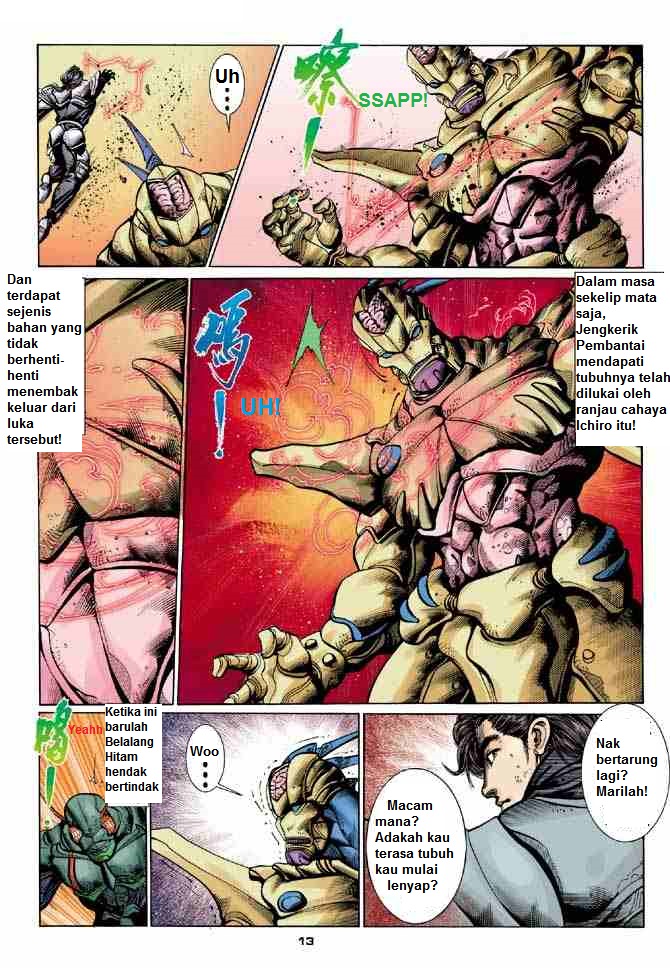 Uh
嚓!
SSAPP!
Dan
terdapat
sejenis
bahan yang
tidak
berhenti-
henti
menembak
keluar dari
luka
tersebut!
嗚!
UH!
Dalam masa
sekelip mata
saja,
Jengkerik
Pembantai
mendapati
tubuhnya telah
dilukai oleh
ranjau cahaya
Ichiro itu!
Yeahh
Ketika ini
barulah
Belalang
Hitam
hendak
bertindak
Woo
Macam
mana?
Adakah kau
terasa tubuh
kau mulai
lenyap?
Nak
bertarung
lagi?
Marilah!
13